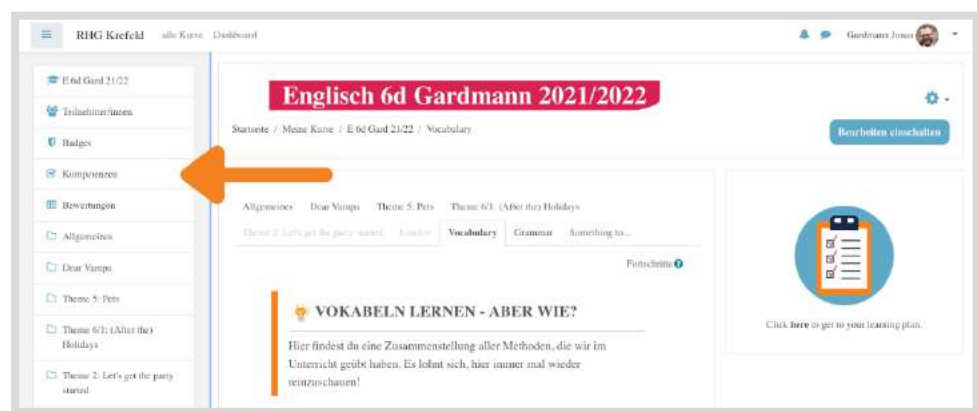 RHG Krefeld alle Kurse Dashboard
Gardmann Jonas
E 6d Gard 21/22
Teilnehmer/innen
Badges
Kompetenzen
Bewertungen
Allgemeines
Dear Vamps
Theme 5: Pets
Theme 6/1: (After the)
Holidays
Theme 2: Let's get the party
started
Englisch 6d Gardmann 2021/2022
Startseite / Meine Kurse / E 6d Gard 21/22 / Vocabulary
Bearbeiten einschalten
Allgemeines Dear Vamps Theme 5: Pets Theme 6/1: (After the) Holidays
Theme 2: Let's get the party started London Vocabulary Grammar Something to...
Fortschritte
VOKABELN LERNEN - ABER WIE?
Hier findest du eine Zusammenstellung aller Methoden, die wir im
Unterricht geübt haben. Es lohnt sich, hier immer mal wieder
reinzuschauen!
Click here to get to your learning plan.